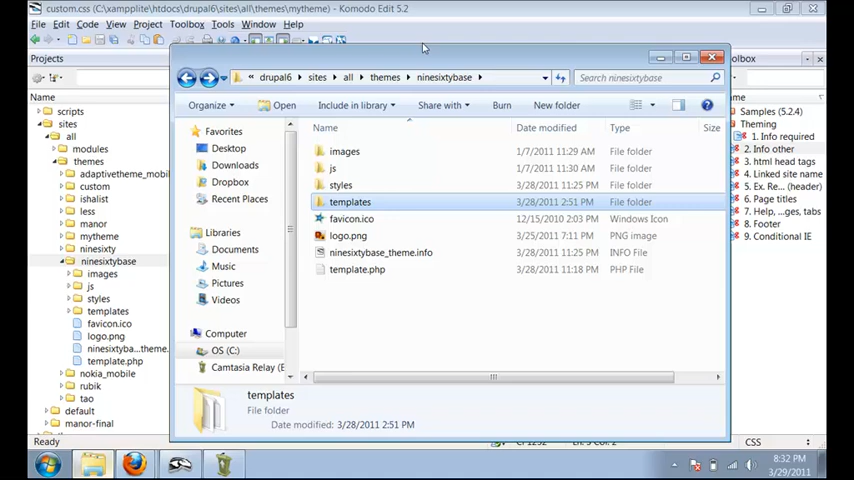 custom.css (C:\xampplite\htdocs\drupal6\sites\all\themes\mytheme) - Komodo Edit 5.2
File Edit Code View Project Toolbox Tools Window Help
Projects
Toolbox
Name
scripts
sites
all
modules
themes
adaptivetheme_mobil
custom
ishalist
less
manor
mytheme
ninesixty
ninesixtybase
images
js
styles
templates
favicon.ico
logo.png
ninesixtyba...theme.
template.php
nokia_mobile
rubik
tao
default
manor-final
« drupal6 sites all themes ninesixtybase
Search ninesixtybase
Organize Open Include in library Share with Burn New folder
Favorites
Desktop
Downloads
Dropbox
Recent Places
Libraries
Documents
Music
Pictures
Videos
Computer
OS (C:)
Camtasia Relay (E
Name Date modified Type Size
images 1/7/2011 11:29 AM File folder
js 1/7/2011 11:30 AM File folder
styles 3/28/2011 11:25 PM File folder
templates 3/28/2011 2:51 PM File folder
favicon.ico 12/15/2010 2:03 PM Windows Icon
logo.png 3/25/2011 7:11 PM PNG image
ninesixtybase_theme.info 3/28/2011 11:25 PM INFO File
template.php 3/28/2011 11:18 PM PHP File
templates
File folder
Date modified: 3/28/2011 2:51 PM
ame
Samples (5.2.4)
Theming
1. Info required
2. Info other
3. html head tags
4. Linked site name
5. Ex. Re... (header)
6. Page titles
7. Help, ...ges, tabs
8. Footer
9. Conditional IE
Ready
CSS
8:32 PM
3/29/2011